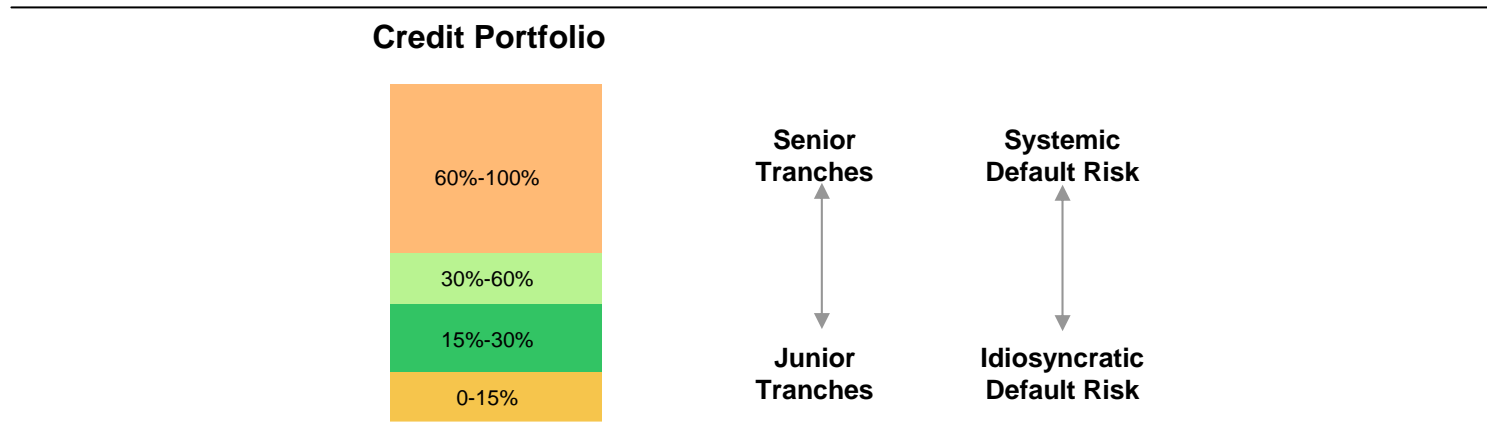 Credit Portfolio
60%-100%
30%-60%
15%-30%
0-15%
Senior
Tranches
Junior
Tranches
Systemic
Default Risk
Idiosyncratic
Default Risk